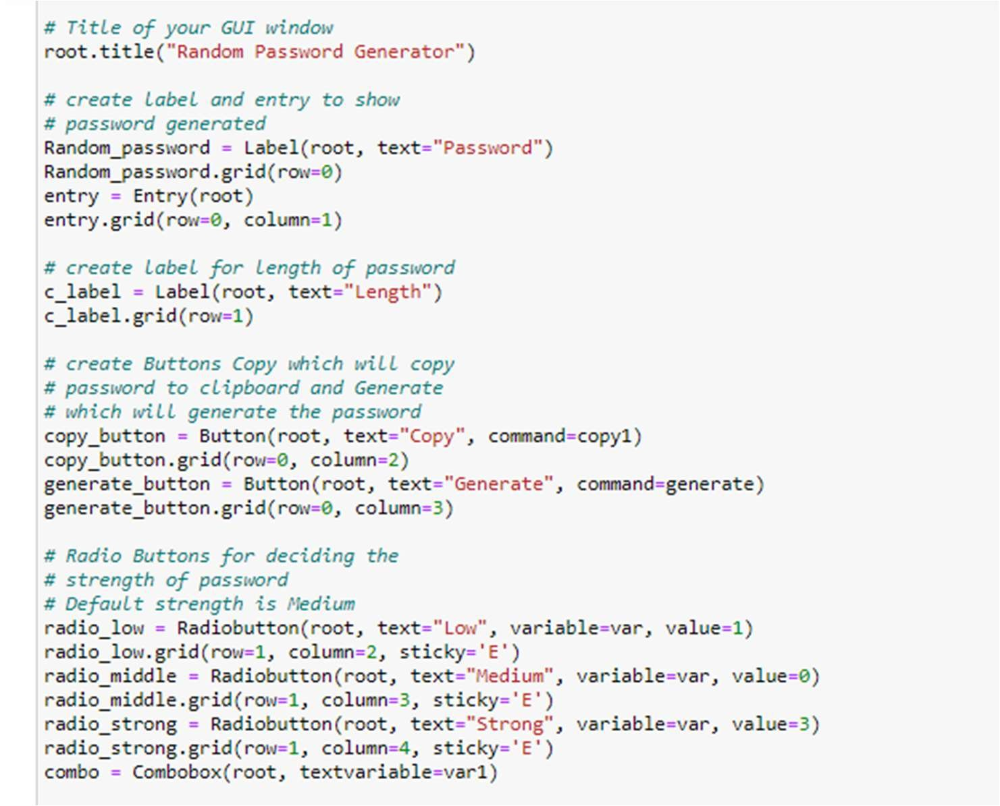 # Title of your GUI window
root.title("Random Password Generator")
# create label and entry to show
# password generated
Random_password = Label(root, text="Password")
Random_password.grid(row=0)
entry = Entry(root)
entry.grid(row=0, column=1)
# create label for length of password
c_label = Label(root, text="Length")
c_label.grid(row=1)
# create Buttons Copy which will copy
# password to clipboard and Generate
# which will generate the password
copy_button = Button(root, text="Copy", command=copy1)
copy_button.grid(row=0, column=2)
generate_button = Button(root, text="Generate", command=generate)
generate_button.grid(row=0, column=3)
# Radio Buttons for deciding the
# strength of password
# Default strength is Medium
radio_low = Radiobutton(root, text="Low", variable=var, value=1)
radio_low.grid(row=1, column=2, sticky='E')
radio_middle = Radiobutton(root, text="Medium", variable=var, value=0)
radio_middle.grid(row=1, column=3, sticky='E')
radio_strong = Radiobutton(root, text="Strong", variable=var, value=3)
radio_strong.grid(row=1, column=4, sticky='E')
combo = Combobox(root, textvariable=var1)